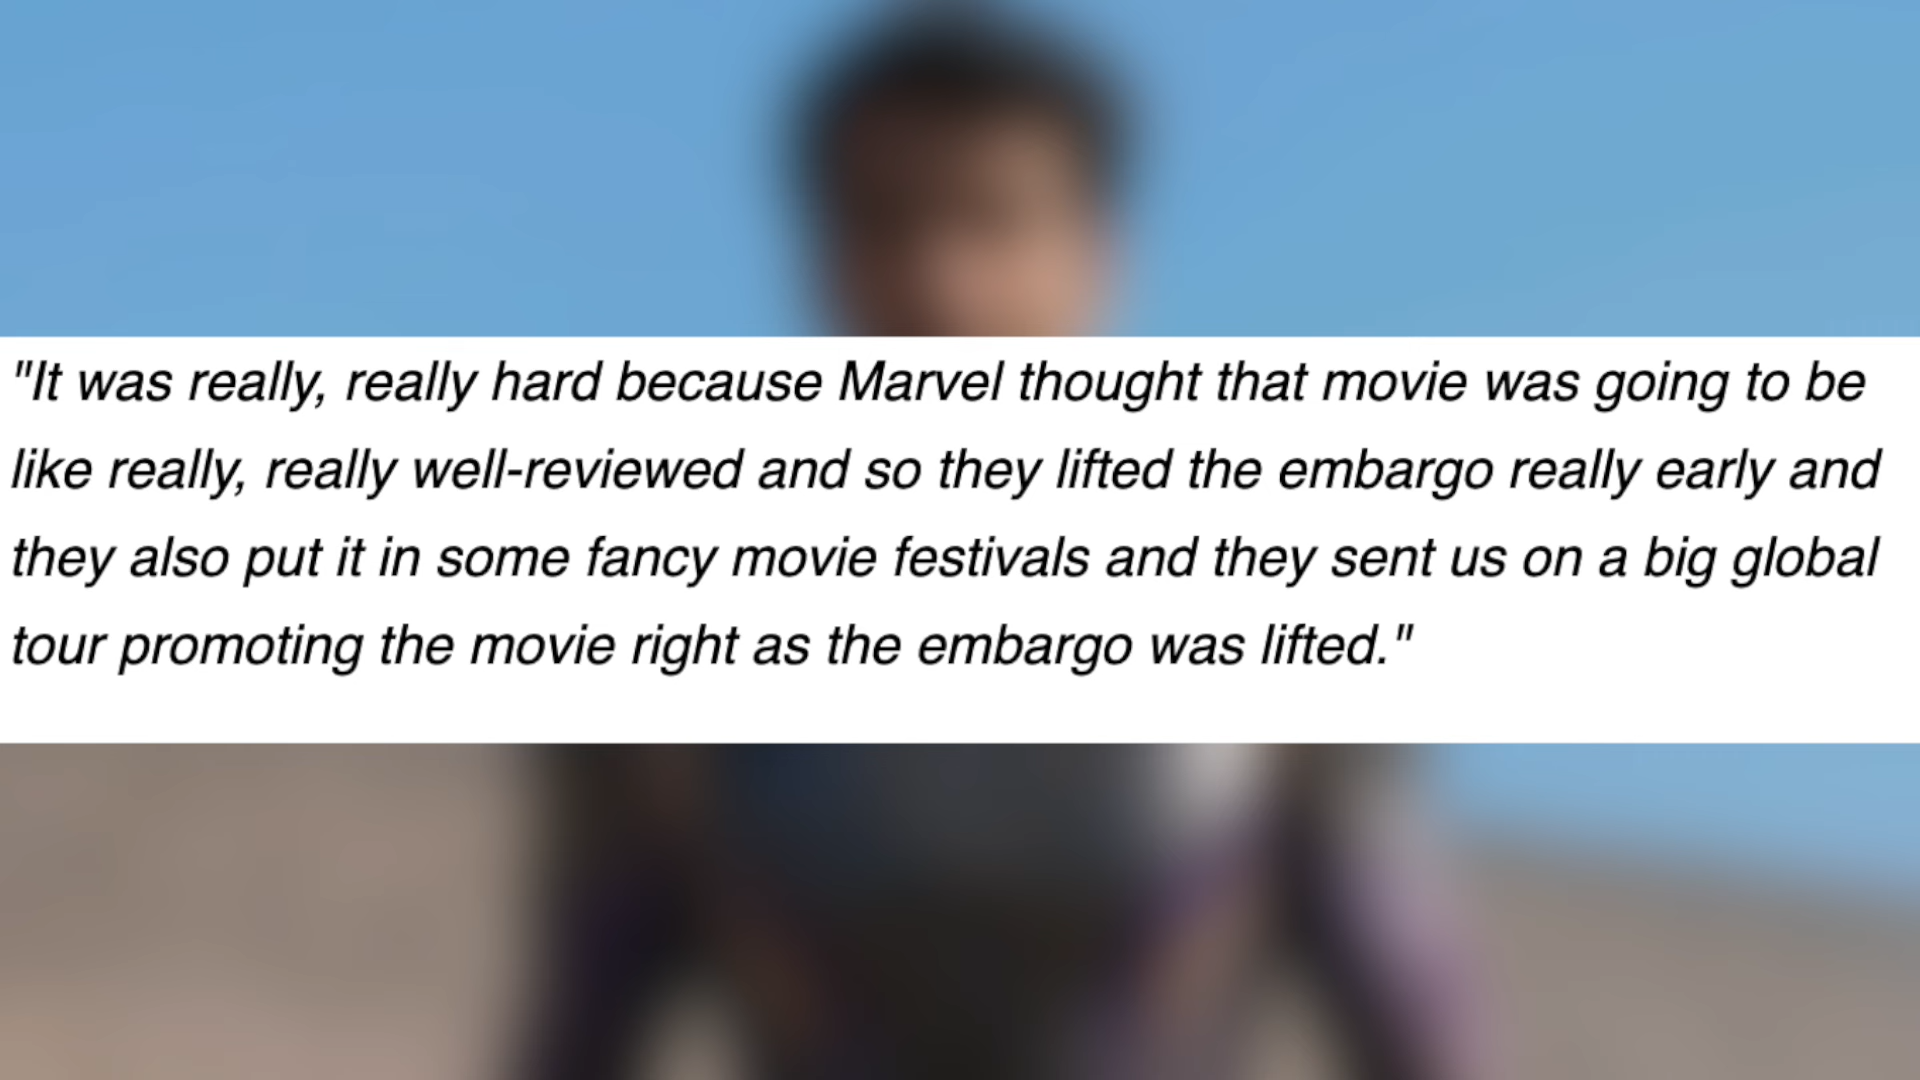 "It was really, really hard because Marvel thought that movie was going to be
like really, really well-reviewed and so they lifted the embargo really early and
they also put it in some fancy movie festivals and they sent us on a big global
tour promoting the movie right as the embargo was lifted."